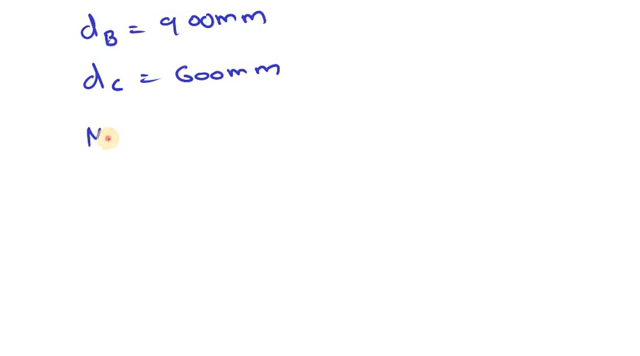 d_B = 900mm
d_C = 600mm
N